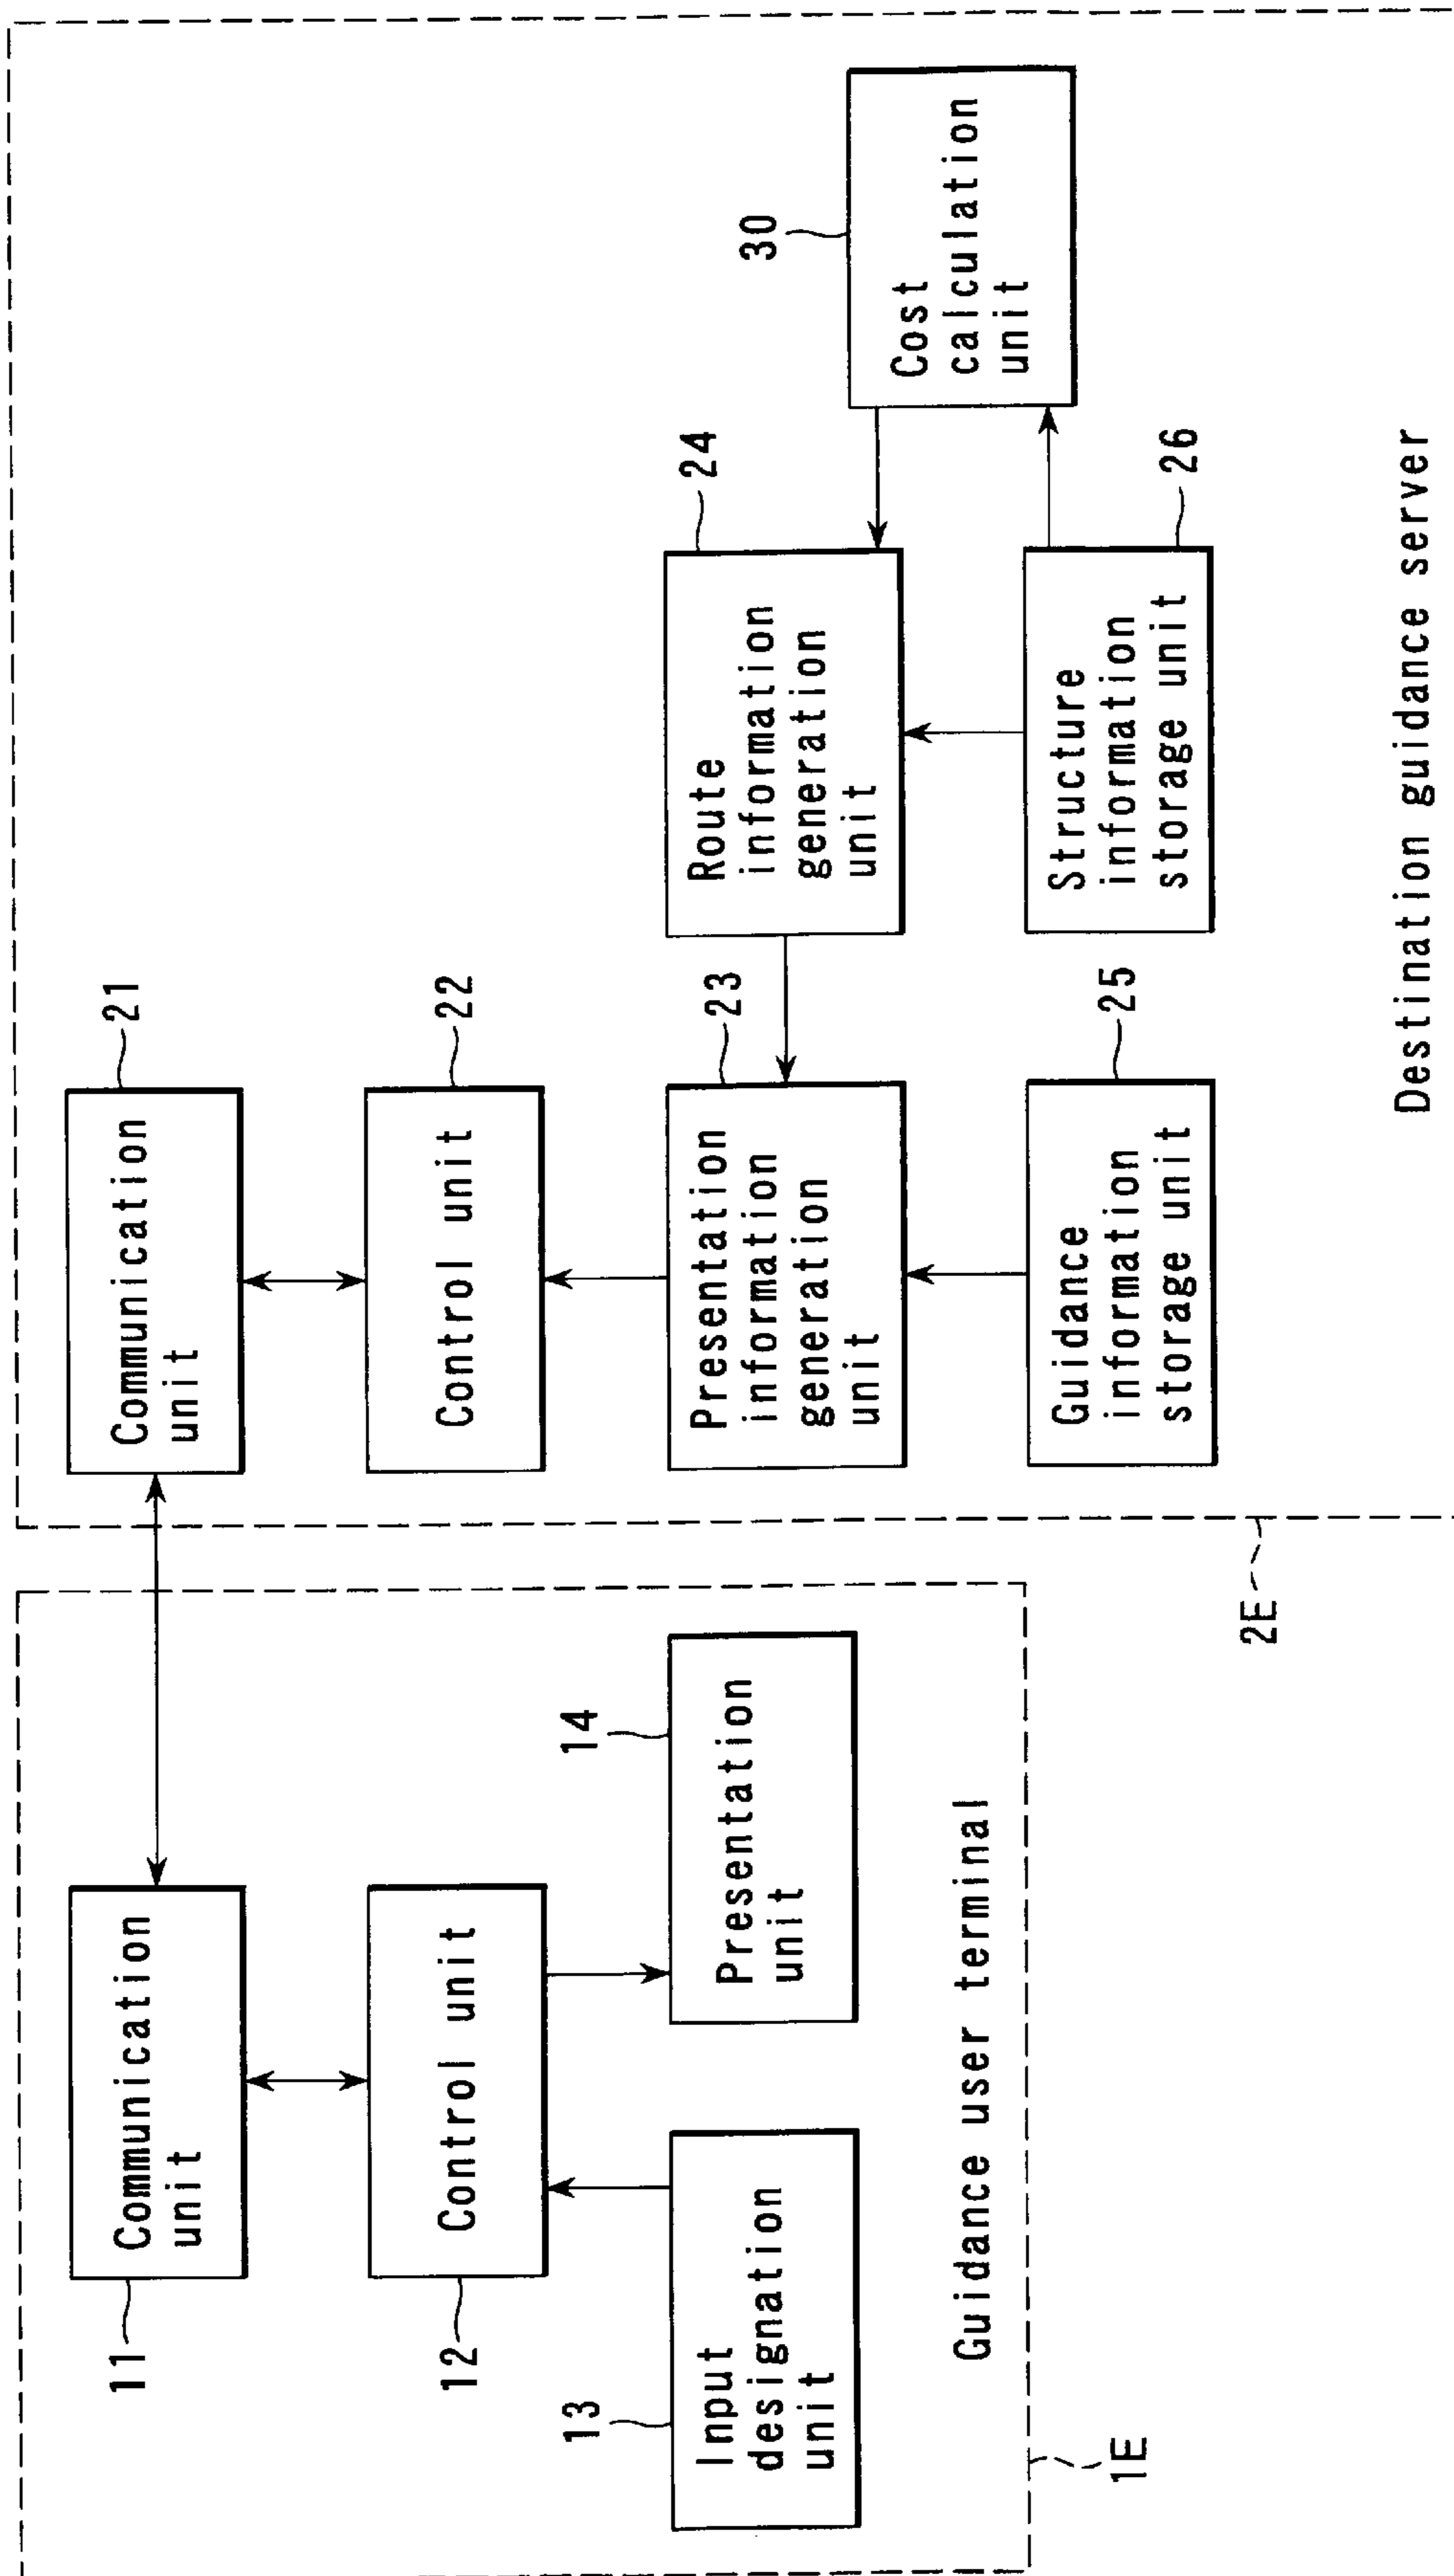 11
Communication
unit
12
Control unit
13
Input
designation
unit
14
Presentation
unit
Guidance user terminal
1E
21
Communication
unit
22
Control unit
23
Presentation
information
generation
unit
24
Route
information
generation
unit
30
Cost
calculation
unit
25
Guidance
information
storage unit
26
Structure
information
storage unit
2E
Destination guidance server